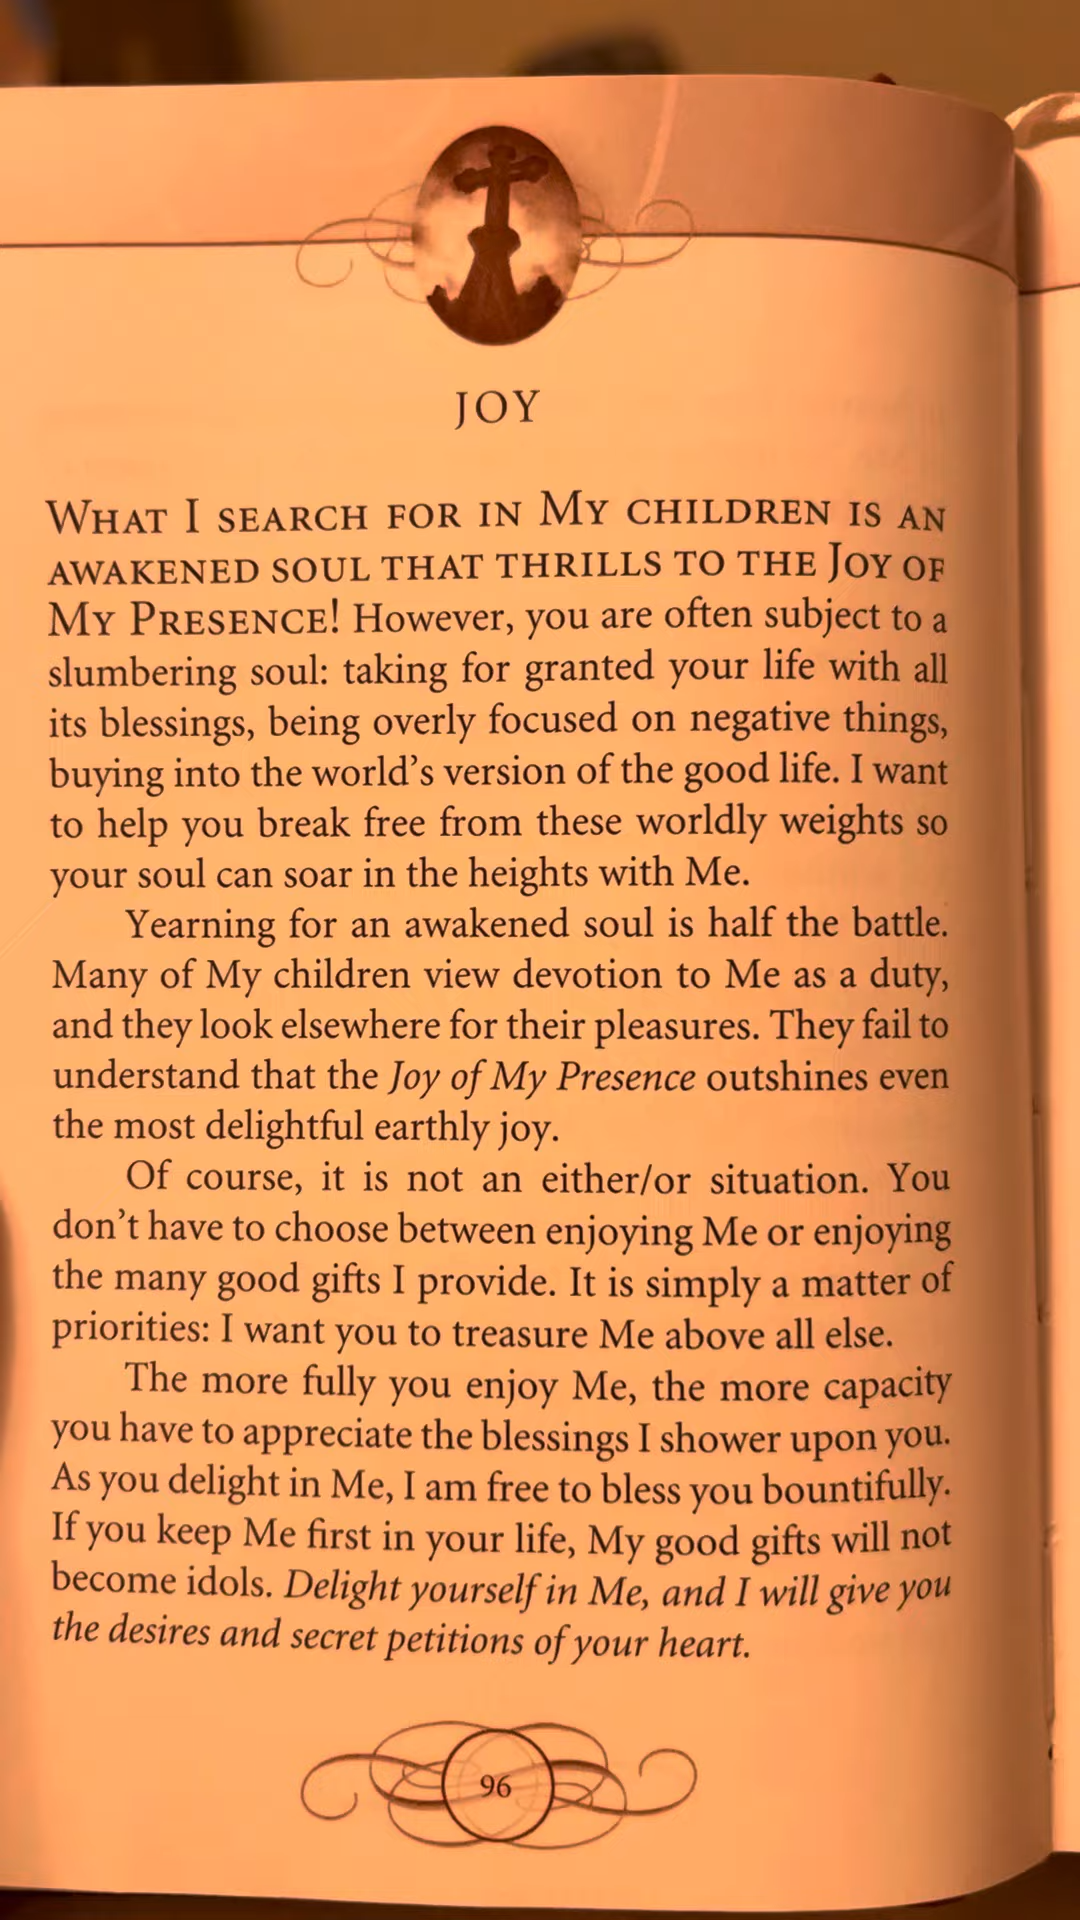 JOY
WHAT I SEARCH FOR IN MY CHILDREN IS AN
AWAKENED SOUL THAT THRILLS TO THE JOY OF
MY PRESENCE! However, you are often subject to a
slumbering soul: taking for granted your life with all
its blessings, being overly focused on negative things,
buying into the world's version of the good life. I want
to help you break free from these worldly weights so
your soul can soar in the heights with Me.
Yearning for an awakened soul is half the battle.
Many of My children view devotion to Me as a duty,
and they look elsewhere for their pleasures. They fail to
understand that the Joy of My Presence outshines even
the most delightful earthly joy.
Of course, it is not an either/or situation. You
don't have to choose between enjoying Me or enjoying
the many good gifts I provide. It is simply a matter of
priorities: I want you to treasure Me above all else.
The more fully you enjoy Me, the more capacity
you have to appreciate the blessings I shower upon you.
As you delight in Me, I am free to bless you bountifully.
If you keep Me first in your life, My good gifts will not
become idols. Delight yourself in Me, and I will give you
the desires and secret petitions of your heart.
96